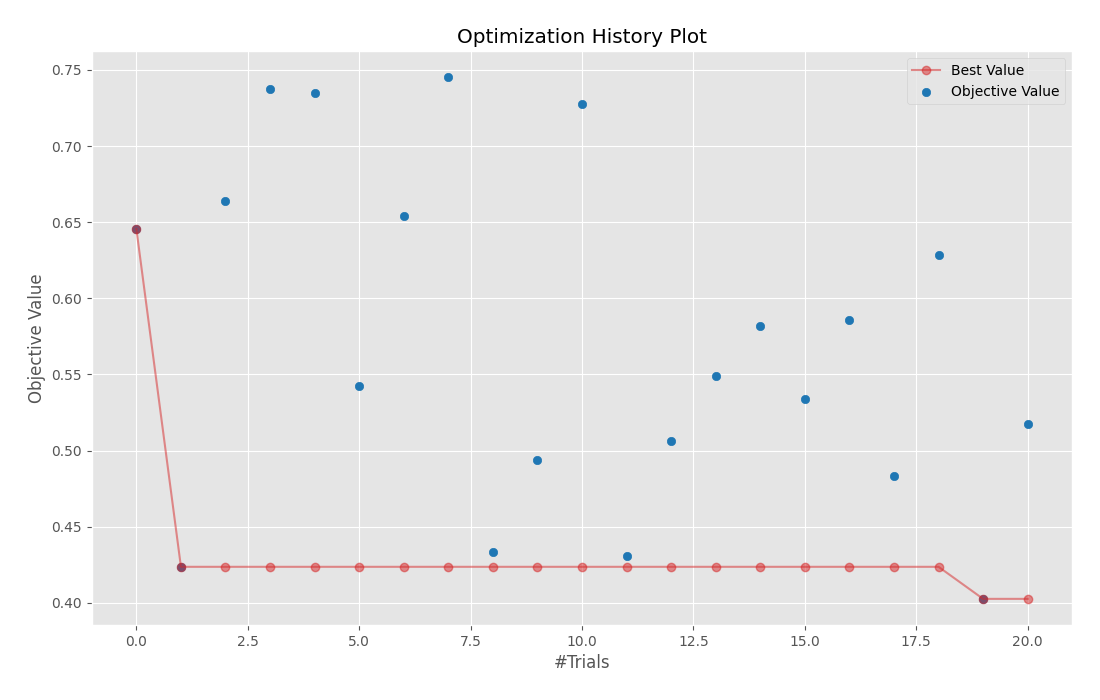 Optimization History Plot
Best Value
Objective Value
0.75
0.70
0.65
0.60
0.55
0.50
0.45
0.40
Objective Value
0.0 2.5 5.0 7.5 10.0 12.5 15.0 17.5 20.0
#Trials